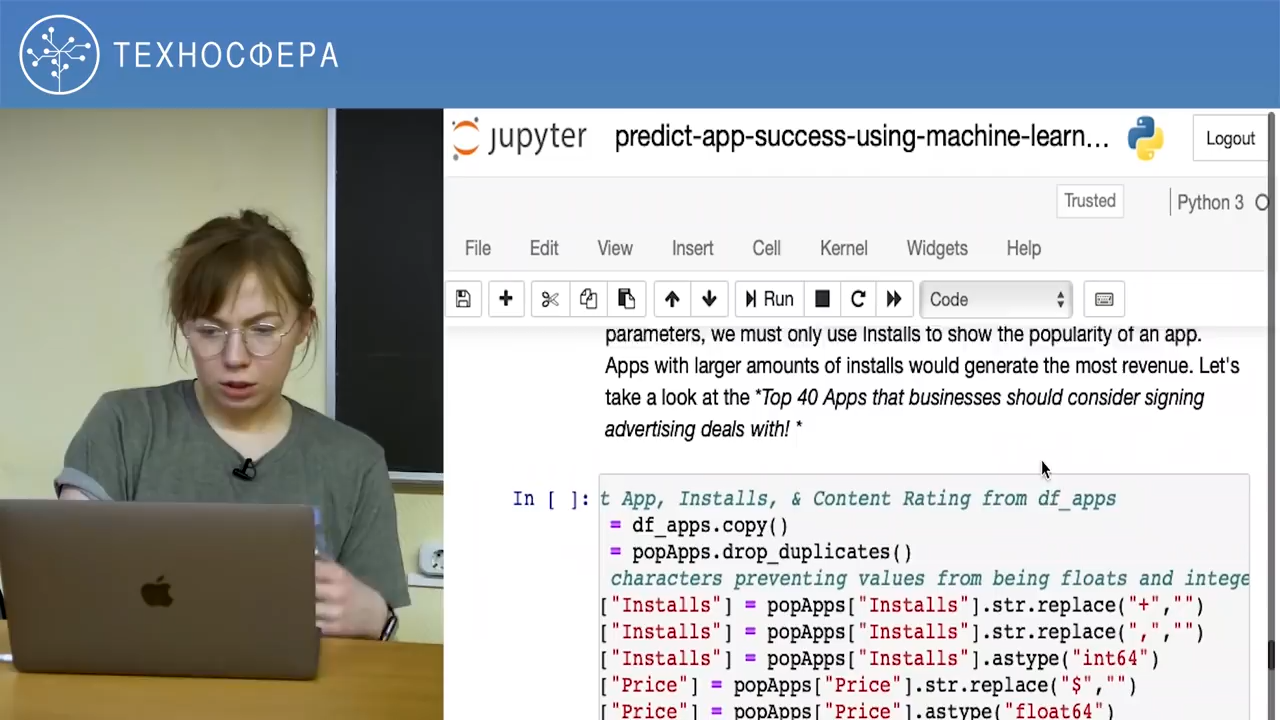 ТЕХНОСФЕРА
jupyter predict-app-success-using-machine-learn... Logout
Trusted Python 3
File Edit View Insert Cell Kernel Widgets Help
Run Code
parameters, we must only use Installs to show the popularity of an app.
Apps with larger amounts of installs would generate the most revenue. Let's
take a look at the *Top 40 Apps that businesses should consider signing
advertising deals with! *
In [ ]: t App, Installs, & Content Rating from df_apps
= df_apps.copy()
= popApps.drop_duplicates()
characters preventing values from being floats and intege
["Installs"] = popApps["Installs"].str.replace("+","")
["Installs"] = popApps["Installs"].str.replace(",","")
["Installs"] = popApps["Installs"].astype("int64")
["Price"] = popApps["Price"].str.replace("$","")
["Price"] = popApps["Price"].astype("float64")